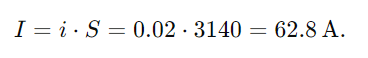 I = i · S = 0.02 · 3140 = 62.8 A.